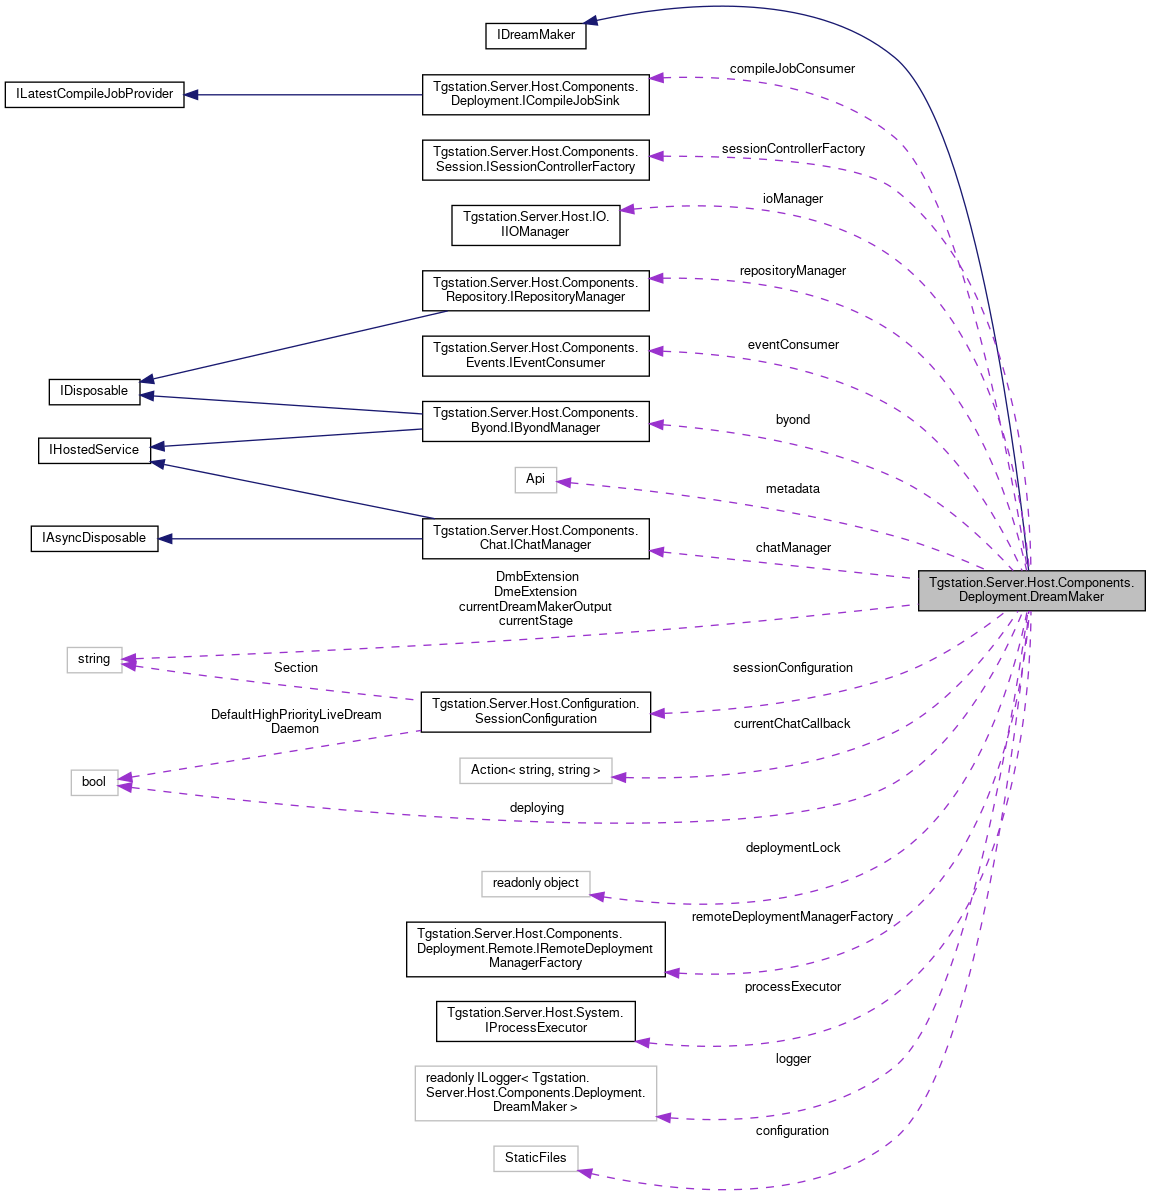 IDreamMaker
compileJobConsumer
ILatestCompileJobProvider
Tgstation.Server.Host.Components.
Deployment.ICompileJobSink
sessionControllerFactory
Tgstation.Server.Host.Components.
Session.ISessionControllerFactory
ioManager
Tgstation.Server.Host.IO.
IIOManager
repositoryManager
Tgstation.Server.Host.Components.
Repository.IRepositoryManager
eventConsumer
Tgstation.Server.Host.Components.
Events.IEventConsumer
IDisposable
byond
Tgstation.Server.Host.Components.
Byond.IByondManager
IHostedService
metadata
Api
chatManager
IAsyncDisposable
Tgstation.Server.Host.Components.
Chat.IChatManager
Tgstation.Server.Host.Components.
Deployment.DreamMaker
DmbExtension
DmeExtension
currentDreamMakerOutput
currentStage
string
Section
sessionConfiguration
Tgstation.Server.Host.Configuration.
SessionConfiguration
DefaultHighPriorityLiveDream
Daemon
currentChatCallback
Action< string, string >
bool
deploying
deploymentLock
readonly object
remoteDeploymentManagerFactory
Tgstation.Server.Host.Components.
Deployment.Remote.IRemoteDeployment
ManagerFactory
processExecutor
Tgstation.Server.Host.System.
IProcessExecutor
logger
readonly ILogger< Tgstation.
Server.Host.Components.Deployment.
DreamMaker >
configuration
StaticFiles